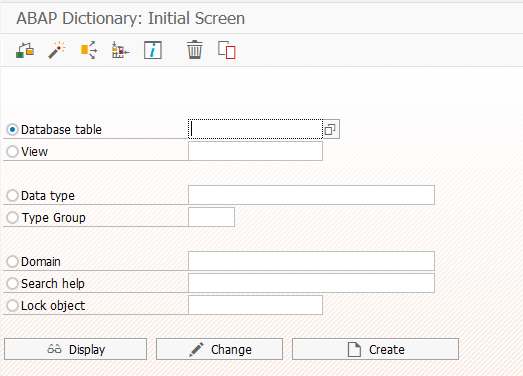 ABAP Dictionary: Initial Screen
Database table
View
Data type
Type Group
Domain
Search help
Lock object
Display Change Create